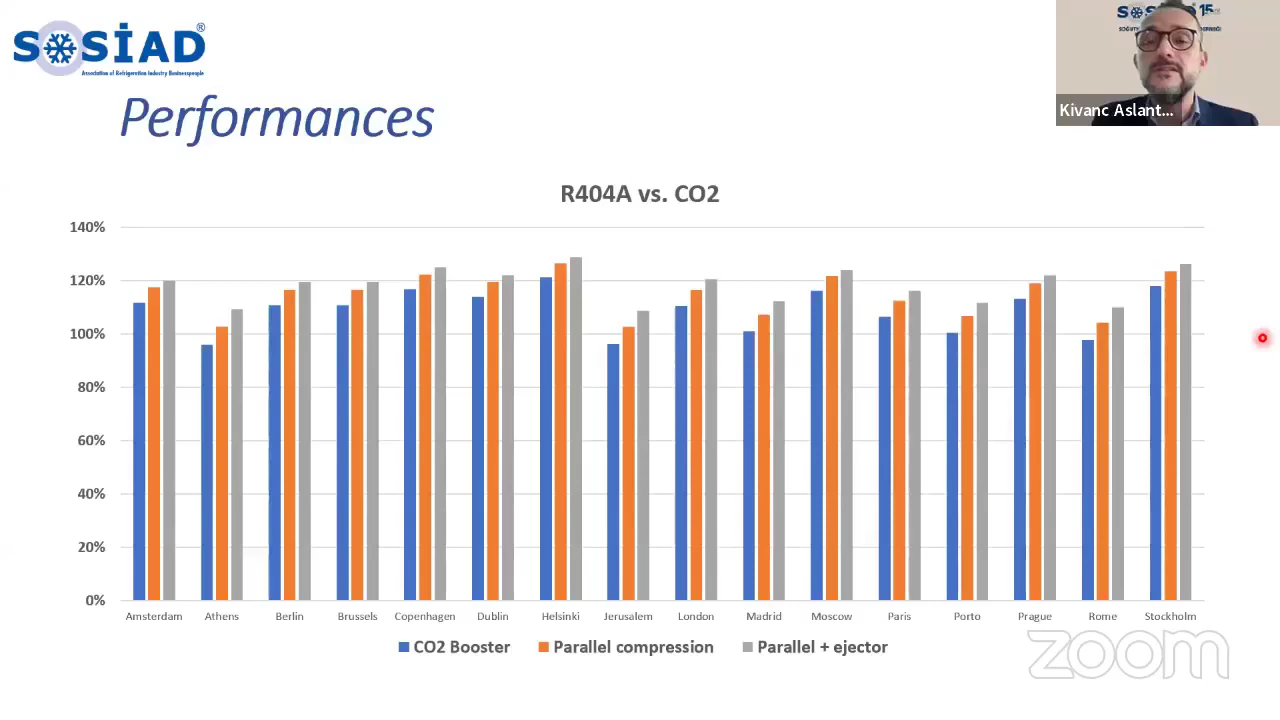 SOSİAD®
Association of Refrigeration Industry Businesspeople
Performances
15
Kivanc Aslant...
R404A vs. CO2
140%
120%
100%
80%
60%
40%
20%
0%
Amsterdam Athens Berlin Brussels Copenhagen Dublin Helsinki Jerusalem London Madrid Moscow Paris Porto Prague Rome Stockholm
CO2 Booster Parallel compression Parallel + ejector
zoom